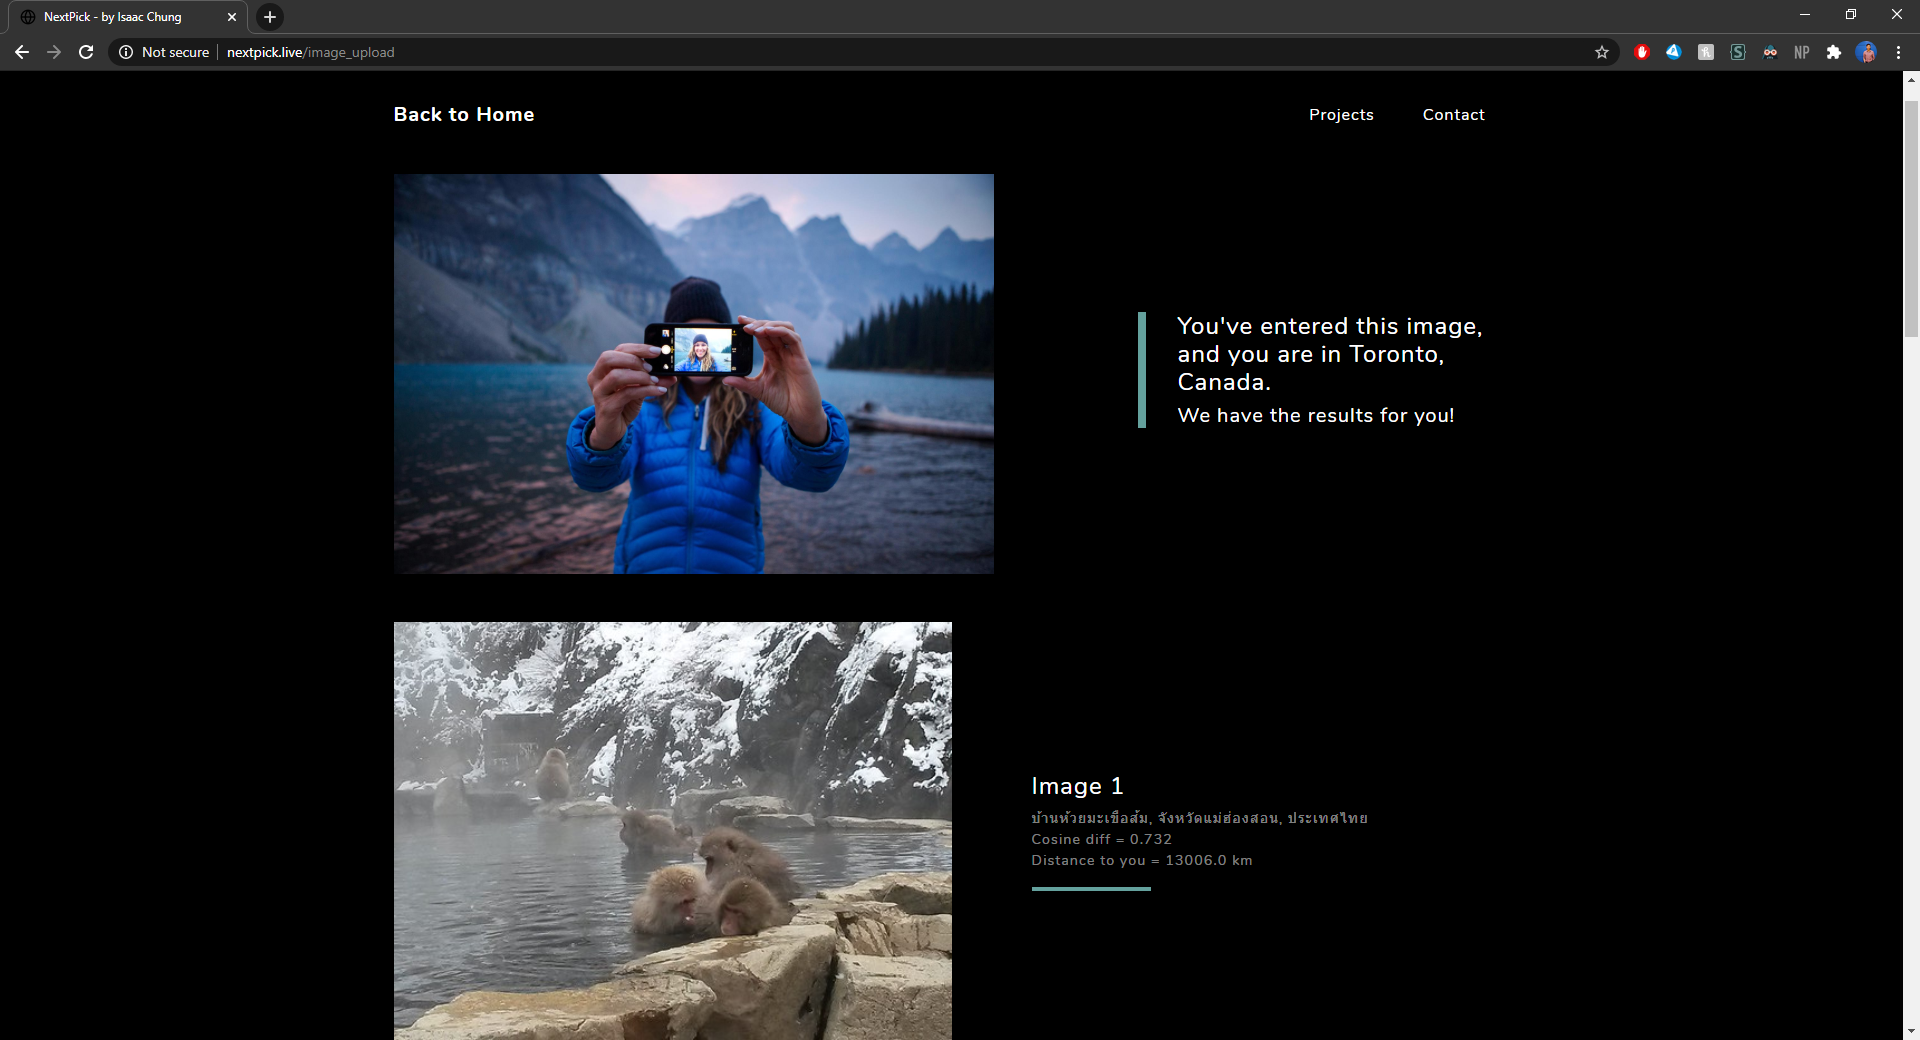 NextPick - by Isaac Chung
Not secure
nextpick.live/image_upload
NP
Back to Home
Projects
Contact
You've entered this image,
and you are in Toronto,
Canada.
We have the results for you!
Image 1
บ้านห้วยมะเขือส้ม, จังหวัดแม่ฮ่องสอน, ประเทศไทย
Cosine diff = 0.732
Distance to you = 13006.0 km